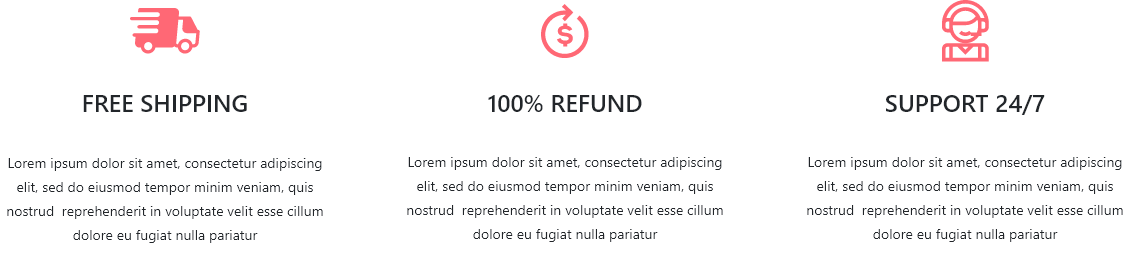 FREE SHIPPING
Lorem ipsum dolor sit amet, consectetur adipiscing
elit, sed do eiusmod tempor minim veniam, quis
nostrud  reprehenderit in voluptate velit esse cillum
dolore eu fugiat nulla pariatur
$
100% REFUND
Lorem ipsum dolor sit amet, consectetur adipiscing
elit, sed do eiusmod tempor minim veniam, quis
nostrud  reprehenderit in voluptate velit esse cillum
dolore eu fugiat nulla pariatur
SUPPORT 24/7
Lorem ipsum dolor sit amet, consectetur adipiscing
elit, sed do eiusmod tempor minim veniam, quis
nostrud  reprehenderit in voluptate velit esse cillum
dolore eu fugiat nulla pariatur